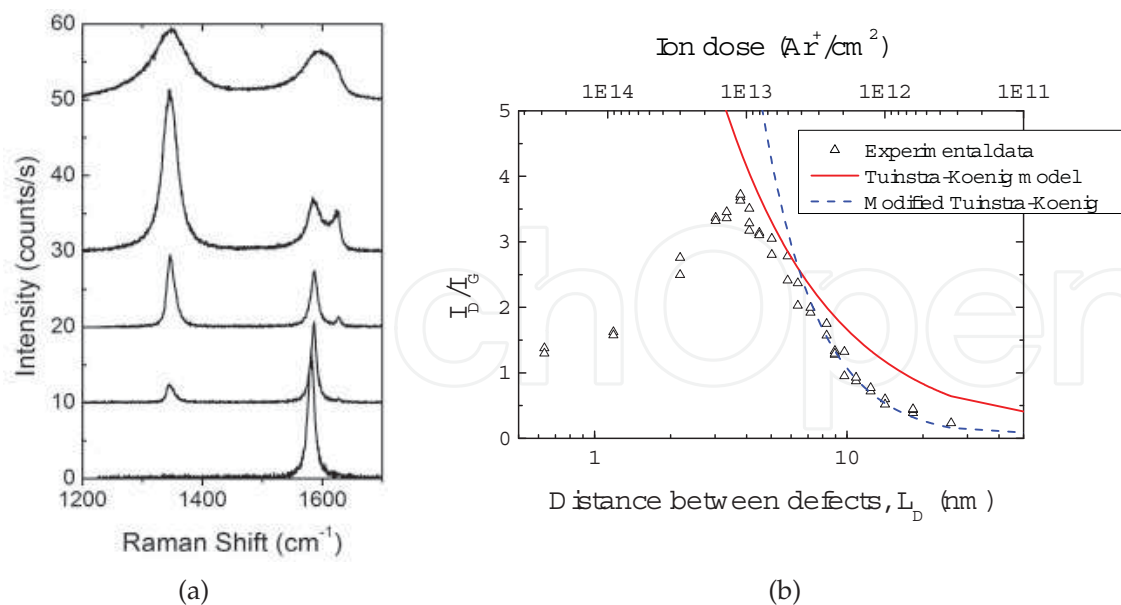 60
50
40
30
20
10
0
1200
1400
1600
Intensity (counts/s)
Raman Shift (cm⁻¹)
(a)
Ion dose (Ar⁺/cm²)
1E14
1E13
1E12
1E11
5
4
3
2
1
0
I_D/I_G
Experimental data
Tuinstra-Koenig model
Modified Tuinstra-Koenig
1
10
Distance between defects, L_D (nm)
(b)
chOpen